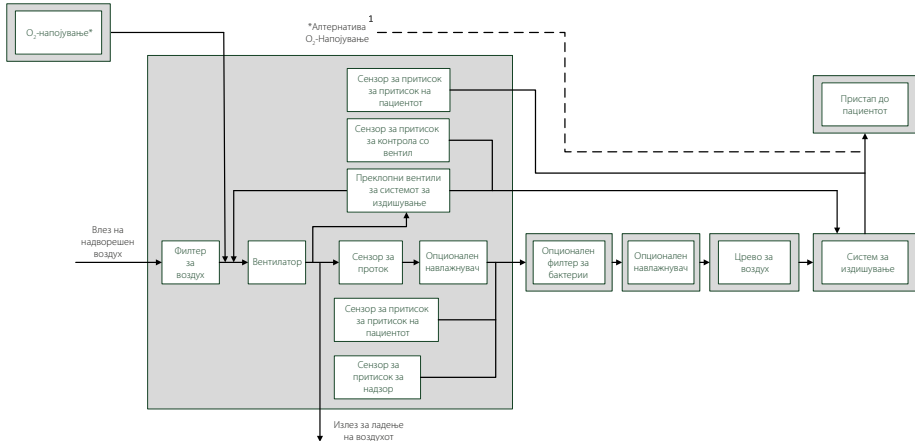 O₂-напојување*
*Алтернатива
O₂-Напојување
1
Сензор за притисок
за притисок на
пациентот
Пристап до
пациентот
Сензор за притисок
за контрола со
вентил
Преклопни вентили
за системот за
издишување
Влез на
надворешен
воздух
Филтер
за
воздух
Вентилатор
Сензор за
проток
Опционален
навлажнувач
Опционален
филтер за
бактерии
Опционален
навлажнувач
Црево за
воздух
Систем за
издишување
Сензор за притисок
за притисок на
пациентот
Сензор за
притисок за
надзор
Излез за ладење
на воздухот